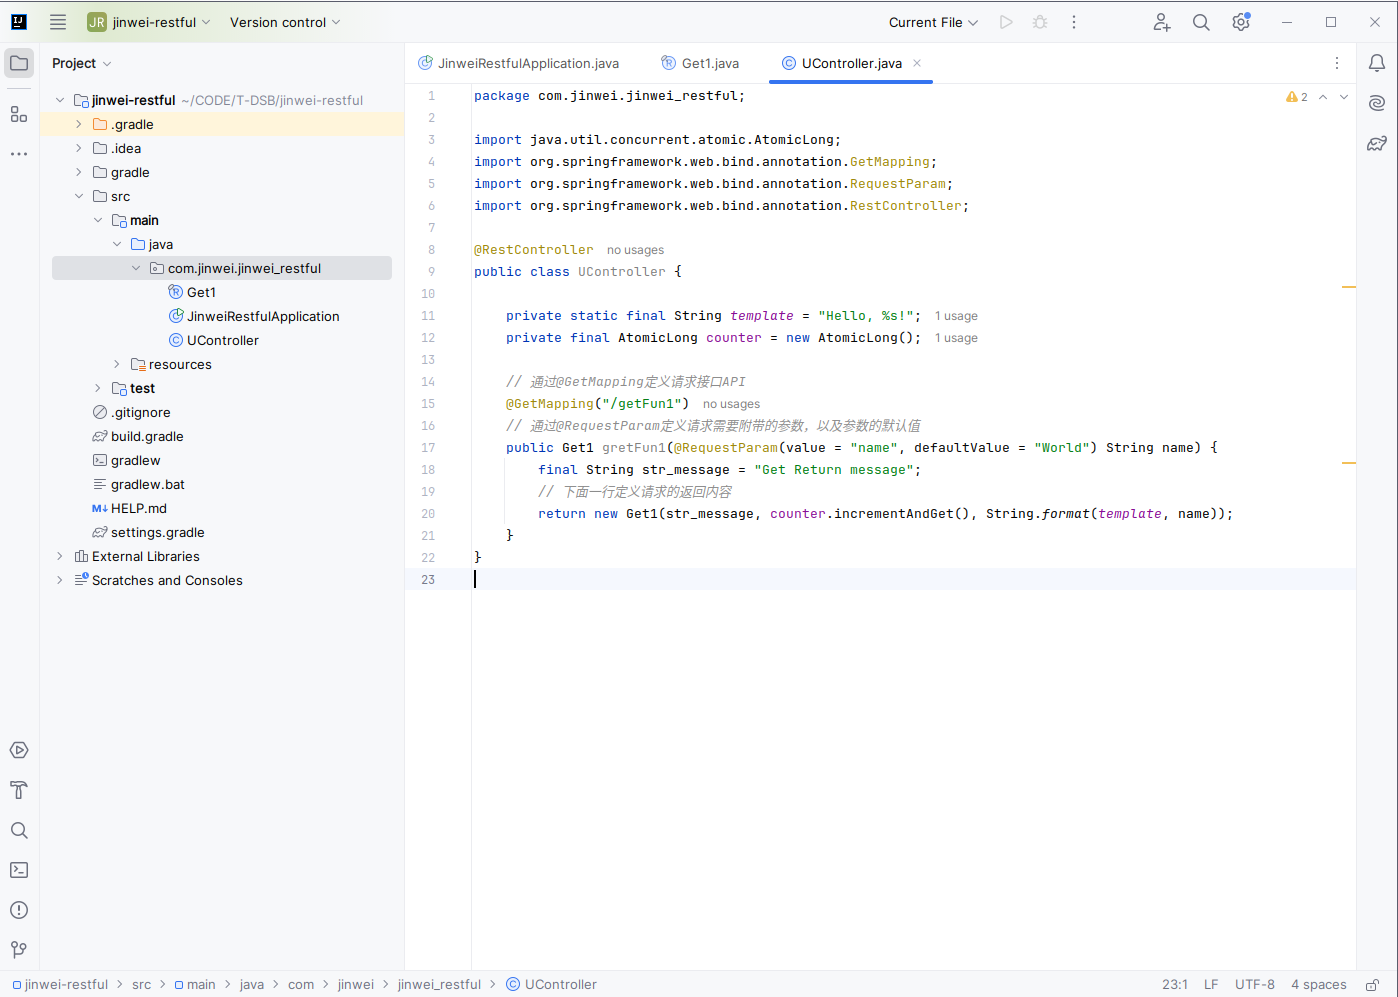 IJ JR jinwei-restful Version control Current File
Project
jinwei-restful ~/CODE/T-DSB/jinwei-restful
.gradle
.idea
gradle
src
main
java
com.jinwei.jinwei_restful
Get1
JinweiRestfulApplication
UController
resources
test
.gitignore
build.gradle
gradlew
gradlew.bat
M↓ HELP.md
settings.gradle
External Libraries
Scratches and Consoles
JinweiRestfulApplication.java Get1.java UController.java
2
1 package com.jinwei.jinwei_restful;
2
3 import java.util.concurrent.atomic.AtomicLong;
4 import org.springframework.web.bind.annotation.GetMapping;
5 import org.springframework.web.bind.annotation.RequestParam;
6 import org.springframework.web.bind.annotation.RestController;
7
8 @RestController no usages
9 public class UController {
10
11 private static final String template = "Hello, %s!"; 1 usage
12 private final AtomicLong counter = new AtomicLong(); 1 usage
13
14 // 通过@GetMapping定义请求接口API
15 @GetMapping("/getFun1") no usages
16 // 通过@RequestParam定义请求需要附带的参数，以及参数的默认值
17 public Get1 gretFun1(@RequestParam(value = "name", defaultValue = "World") String name) {
18 final String str_message = "Get Return message";
19 // 下面一行定义请求的返回内容
20 return new Get1(str_message, counter.incrementAndGet(), String.format(template, name));
21 }
22 }
23
jinwei-restful > src > main > java > com > jinwei > jinwei_restful > UController 23:1 LF UTF-8 4 spaces